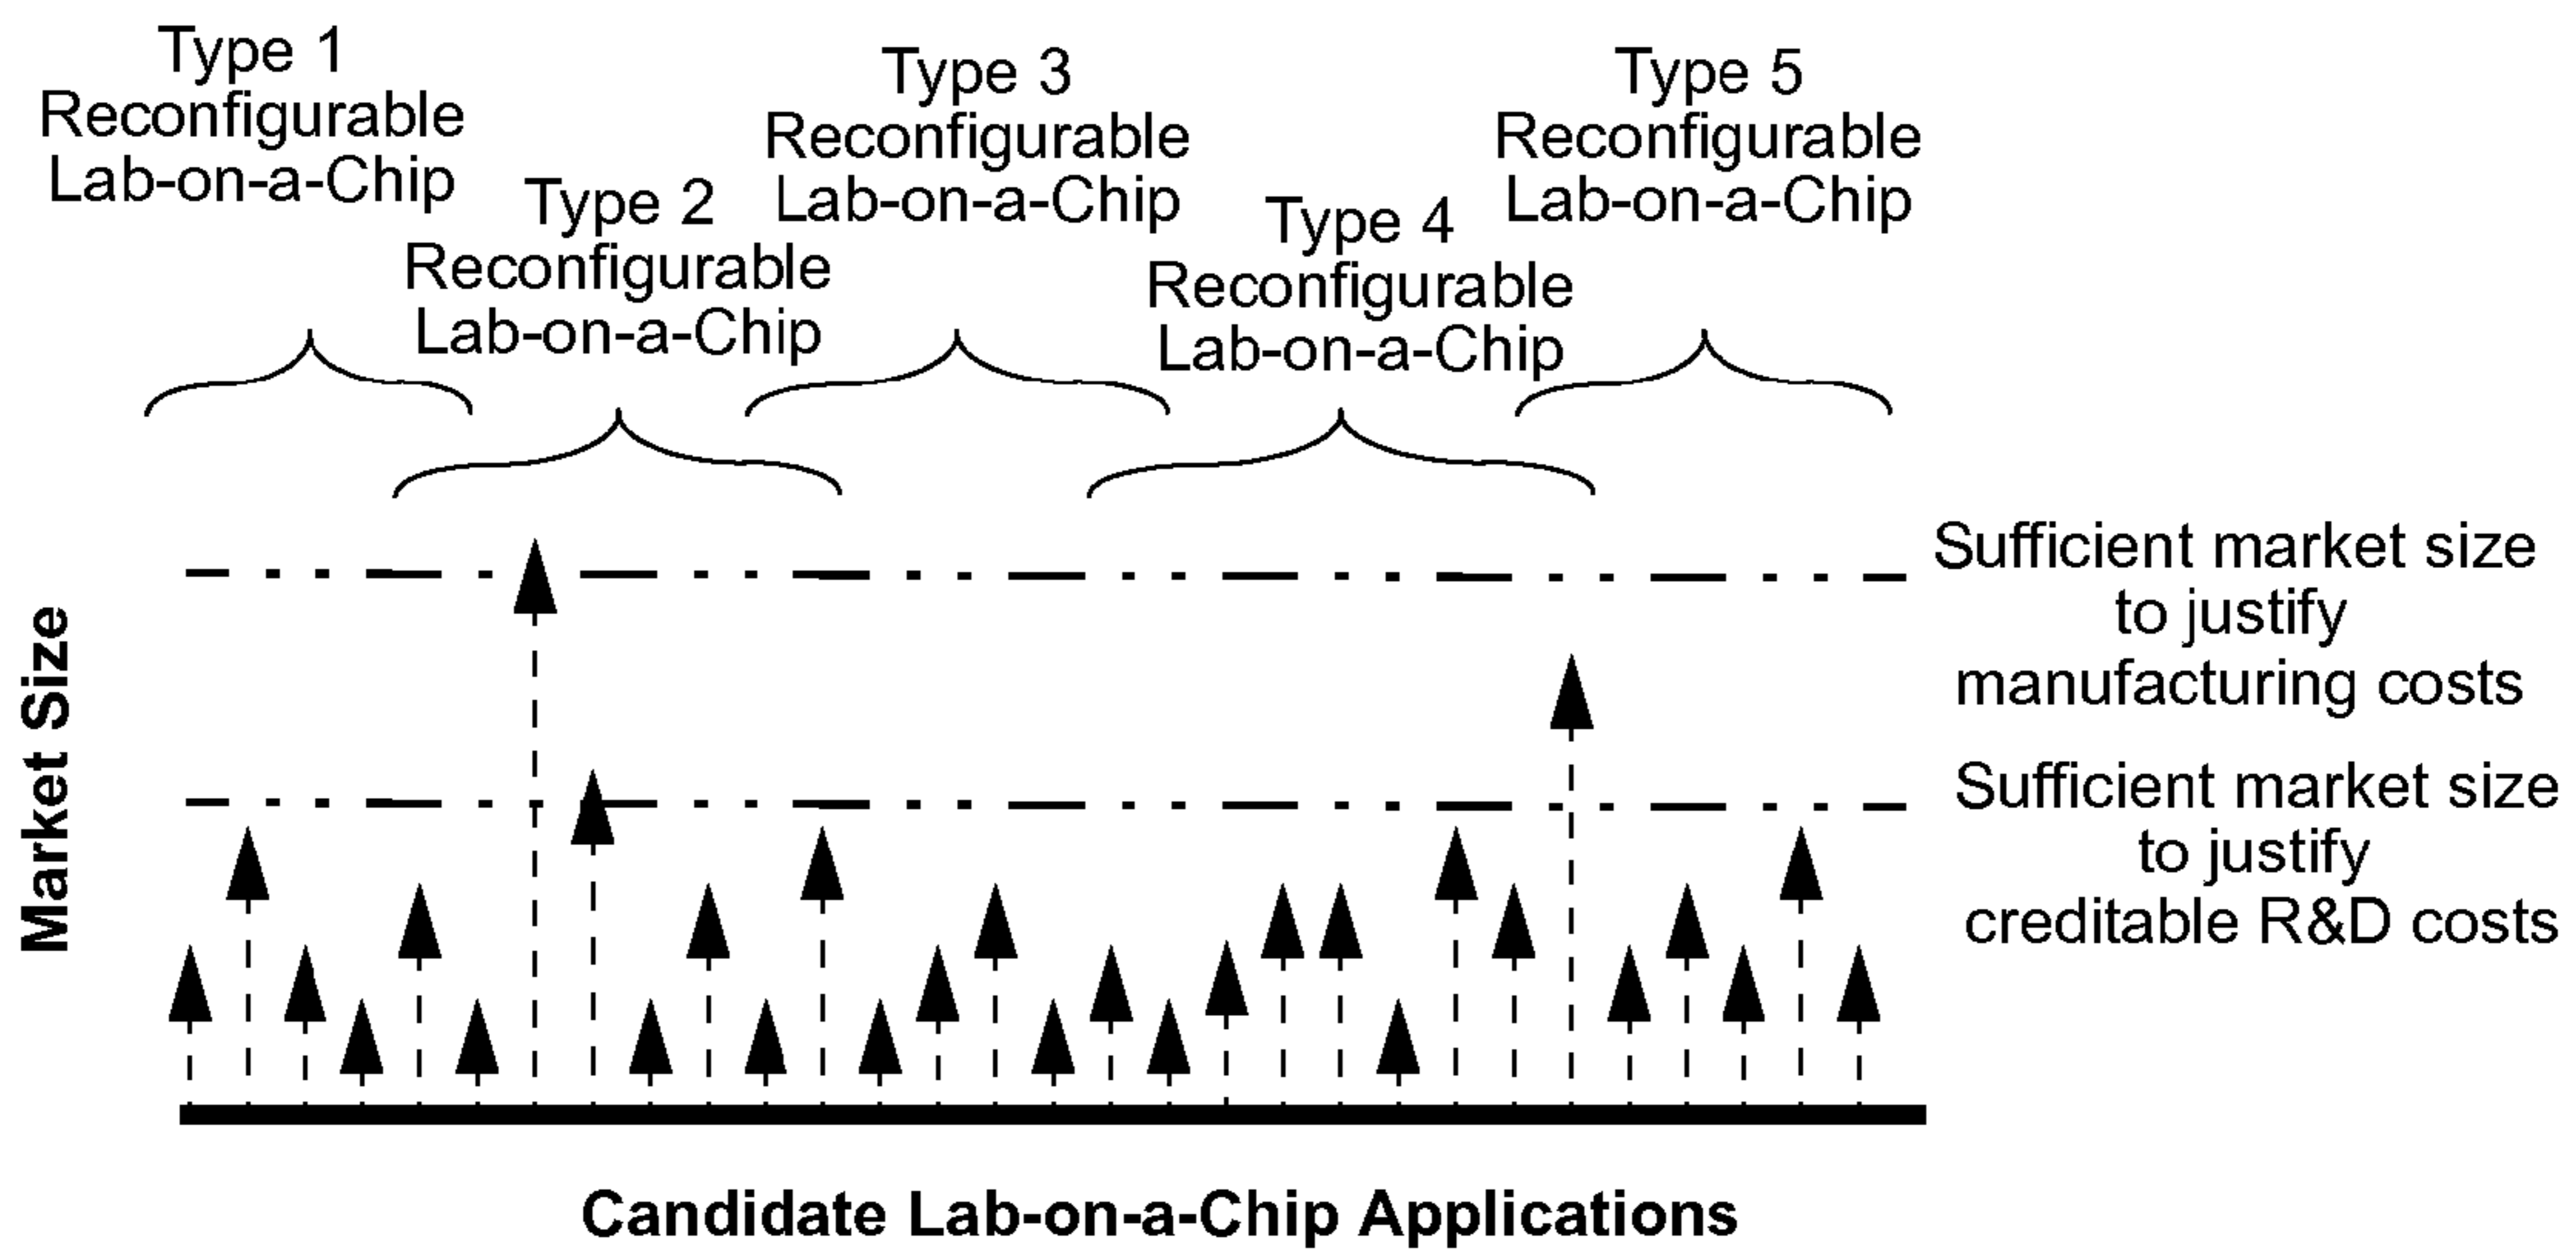 Type 1
Reconfigurable
Lab-on-a-Chip
Type 2
Reconfigurable
Lab-on-a-Chip
Type 3
Reconfigurable
Lab-on-a-Chip
Type 4
Reconfigurable
Lab-on-a-Chip
Type 5
Reconfigurable
Lab-on-a-Chip
Sufficient market size
to justify
manufacturing costs
Sufficient market size
to justify
creditable R&D costs
Market Size
Candidate Lab-on-a-Chip Applications